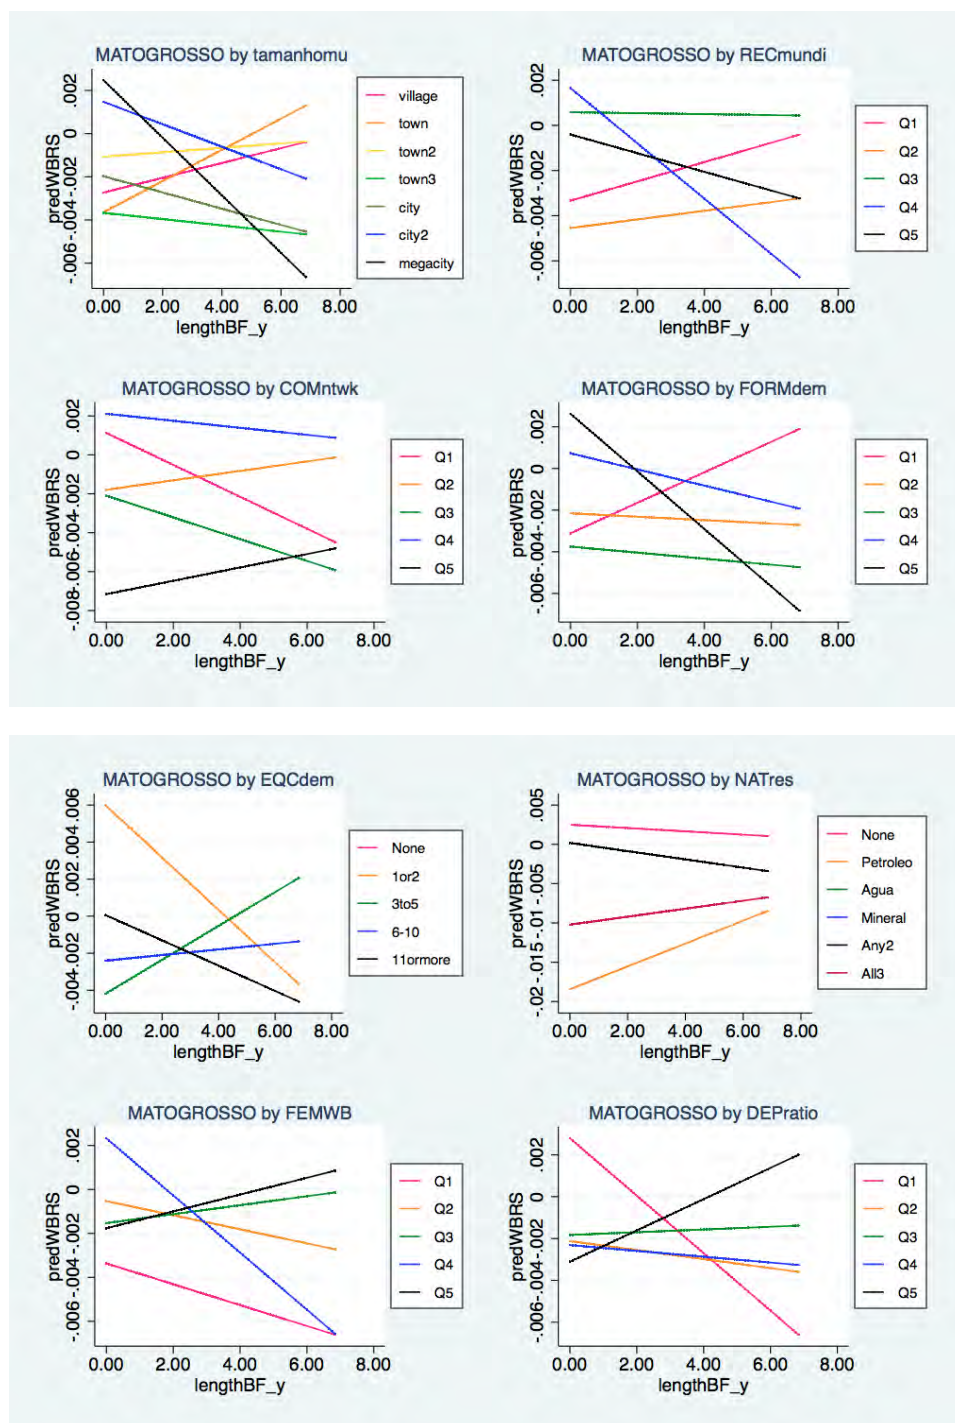 MATOGROSSO by tamanhomu
predWBRS
-.006 -.004 -.002 0 .002
0.00 2.00 4.00 6.00 8.00
lengthBF_y
village
town
town2
town3
city
city2
megacity
MATOGROSSO by RECmundi
predWBRS
-.006 -.004 -.002 0 .002
0.00 2.00 4.00 6.00 8.00
lengthBF_y
Q1
Q2
Q3
Q4
Q5
MATOGROSSO by COMntwk
predWBRS
-.008-.006-.004-.002 0 .002
0.00 2.00 4.00 6.00 8.00
lengthBF_y
Q1
Q2
Q3
Q4
Q5
MATOGROSSO by FORMdem
predWBRS
-.006-.004-.002 0 .002
0.00 2.00 4.00 6.00 8.00
lengthBF_y
Q1
Q2
Q3
Q4
Q5
MATOGROSSO by EQCdem
predWBRS
-.004-.002 0 .002.004.006
0.00 2.00 4.00 6.00 8.00
lengthBF_y
None
1or2
3to5
6-10
11ormore
MATOGROSSO by NATres
predWBRS
-.02 -.015 -.01 -.005 0 .005
0.00 2.00 4.00 6.00 8.00
lengthBF_y
None
Petroleo
Agua
Mineral
Any2
All3
MATOGROSSO by FEMWB
predWBRS
-.006 -.004 -.002 0 .002
0.00 2.00 4.00 6.00 8.00
lengthBF_y
Q1
Q2
Q3
Q4
Q5
MATOGROSSO by DEPratio
predWBRS
-.006-.004-.002 0 .002
0.00 2.00 4.00 6.00 8.00
lengthBF_y
Q1
Q2
Q3
Q4
Q5